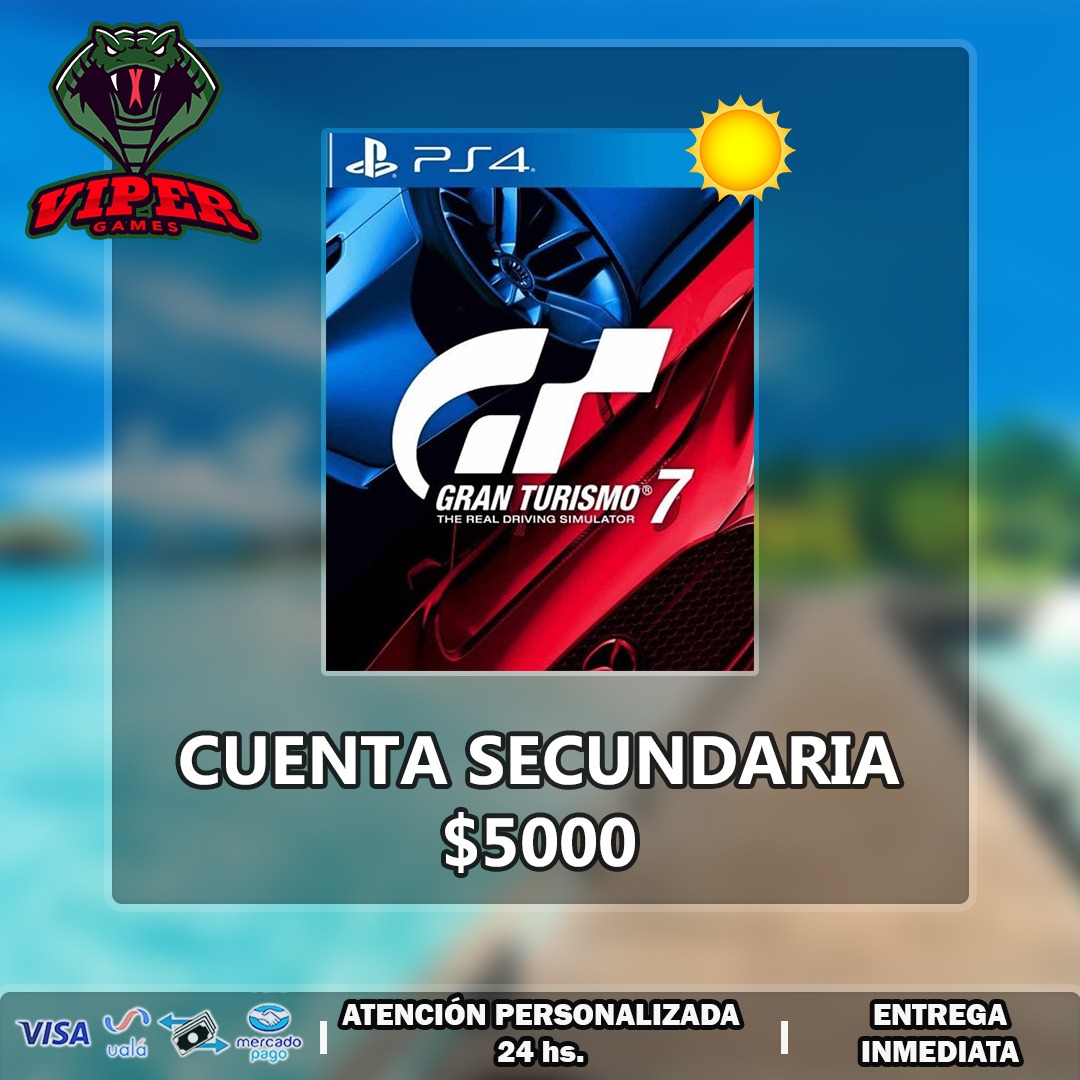 VIPER
GAMES
PS4
GRAN TURISMO® 7
THE REAL DRIVING SIMULATOR
CUENTA SECUNDARIA
$5000
VISA
ualá
mercado
pago
ATENCIÓN PERSONALIZADA
24 hs.
ENTREGA
INMEDIATA